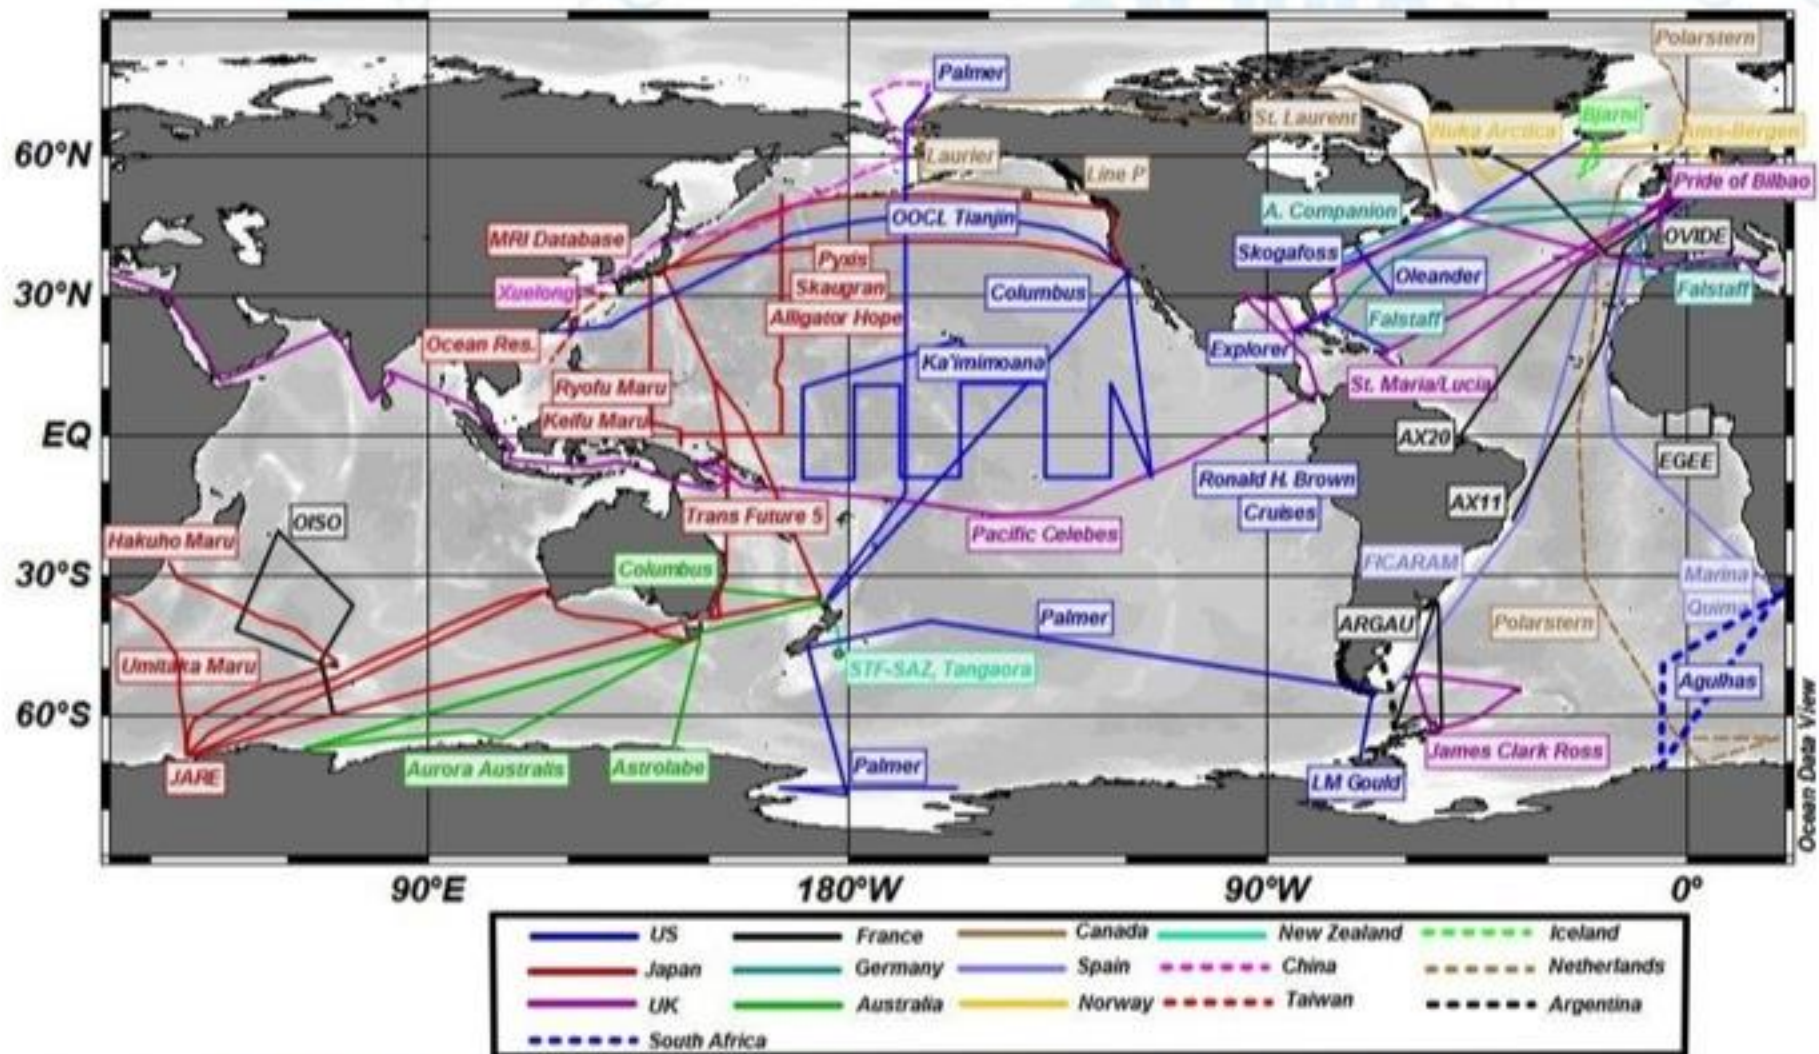 Polarstern
Palmer
St. Laurent
Nuka Arctica
Bjarni
60°N
Laurier
Line P
Pride of Bilbao
A. Companion
OOCL Tianjin
MRI Database
OVIDE
Skogafoss
Pyxis
Oleander
Xuelong
Skaugran
Columbus
Falstaff
30°N
Alligator Hope
Falstaff
Ocean Res.
Explorer
Ka'imimoana
Ryofu Maru
St. Maria/Lucia
Keifu Maru
EQ
AX20
EGEE
Ronald H. Brown
Cruises
AX11
Trans Future 5
OISO
Hakuho Maru
Pacific Celebes
FICARAM
Columbus
30°S
Marina
Quima
Palmer
ARGAU
Polarstern
Umitaka Maru
STF-SAZ, Tangaora
Agulhas
60°S
James Clark Ross
JARE
Aurora Australis
Astrolabe
Palmer
LM Gould
Ocean Data View
90°E
180°W
90°W
0°
US
France
Canada
New Zealand
Iceland
Japan
Germany
Spain
China
Netherlands
UK
Australia
Norway
Taiwan
Argentina
South Africa